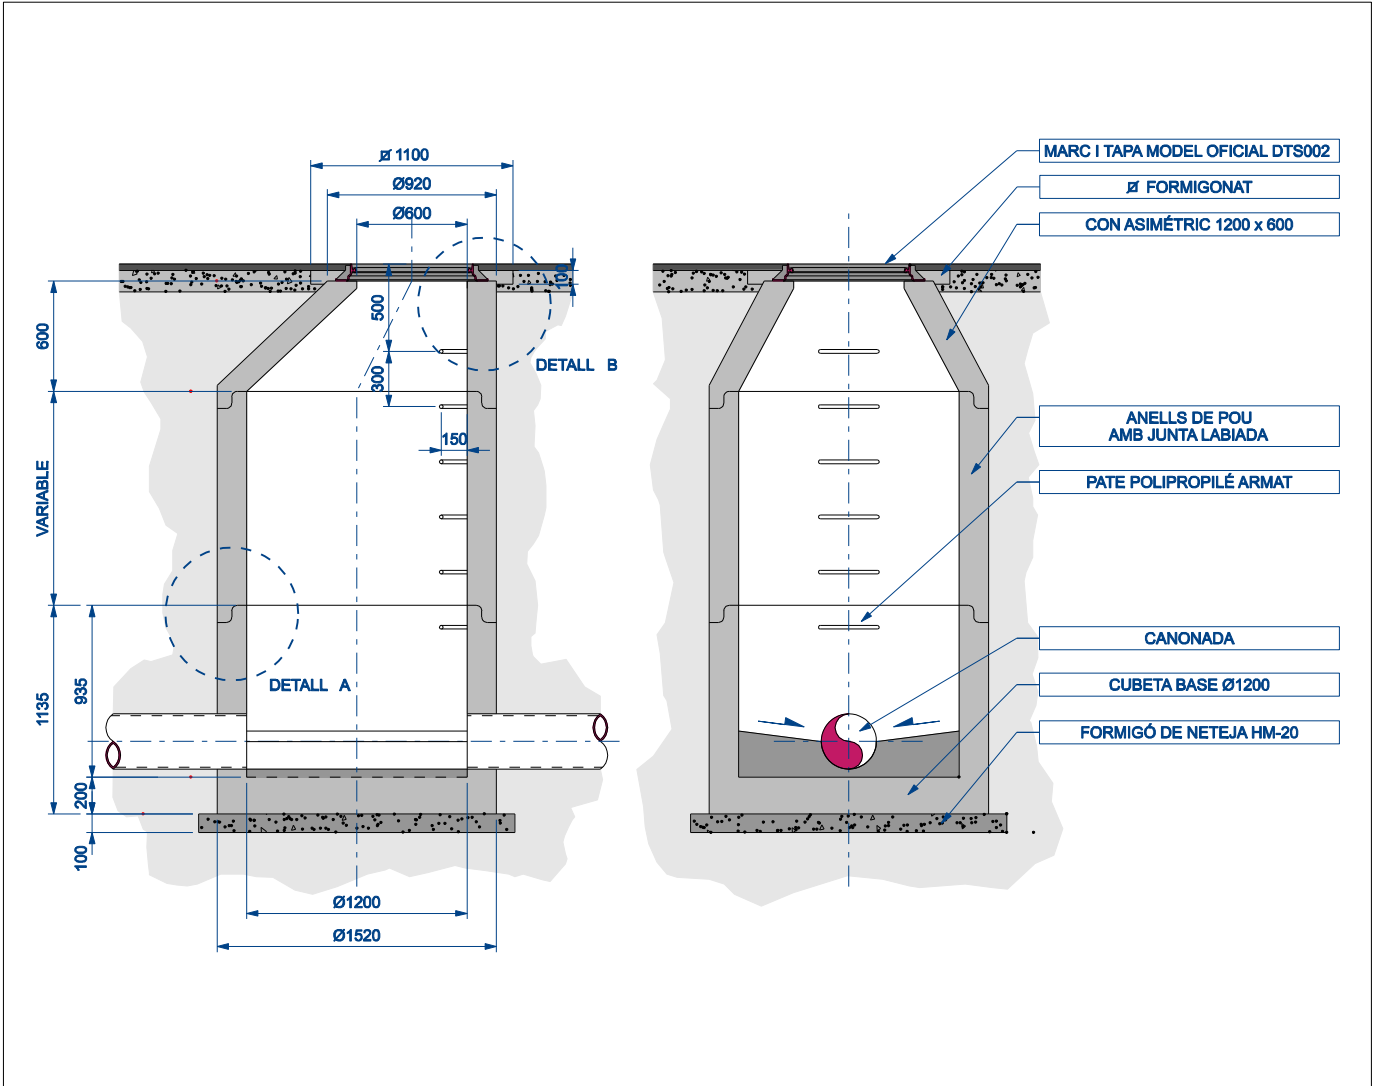 ⌀ 1100
Ø920
Ø600
100
500
300
150
600
VARIABLE
1135
935
200
100
DETALL B
DETALL A
Ø1200
Ø1520
MARC I TAPA MODEL OFICIAL DTS002
⌀ FORMIGONAT
CON ASIMÉTRIC 1200 x 600
ANELLS DE POU
AMB JUNTA LABIADA
PATE POLIPROPILÉ ARMAT
CANONADA
CUBETA BASE Ø1200
FORMIGÓ DE NETEJA HM-20